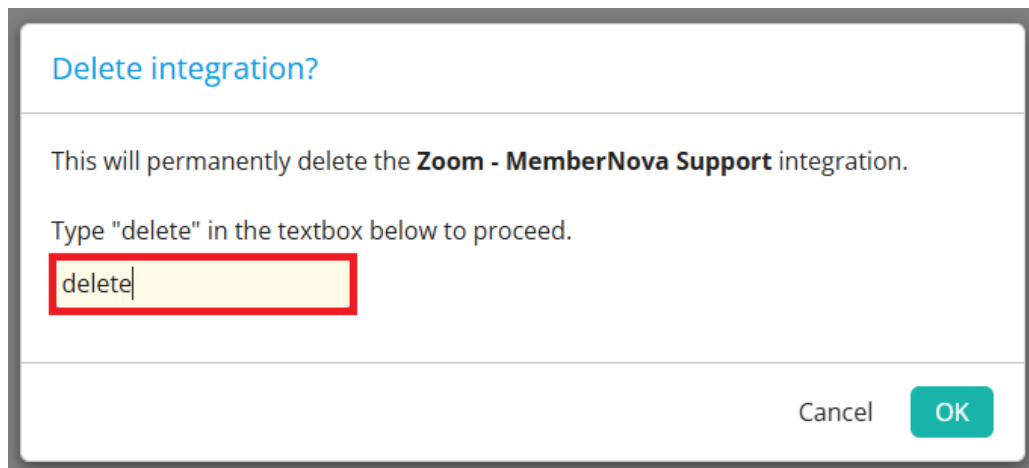 Delete integration?
This will permanently delete the Zoom - MemberNova Support integration.
Type "delete" in the textbox below to proceed.
delete
Cancel OK